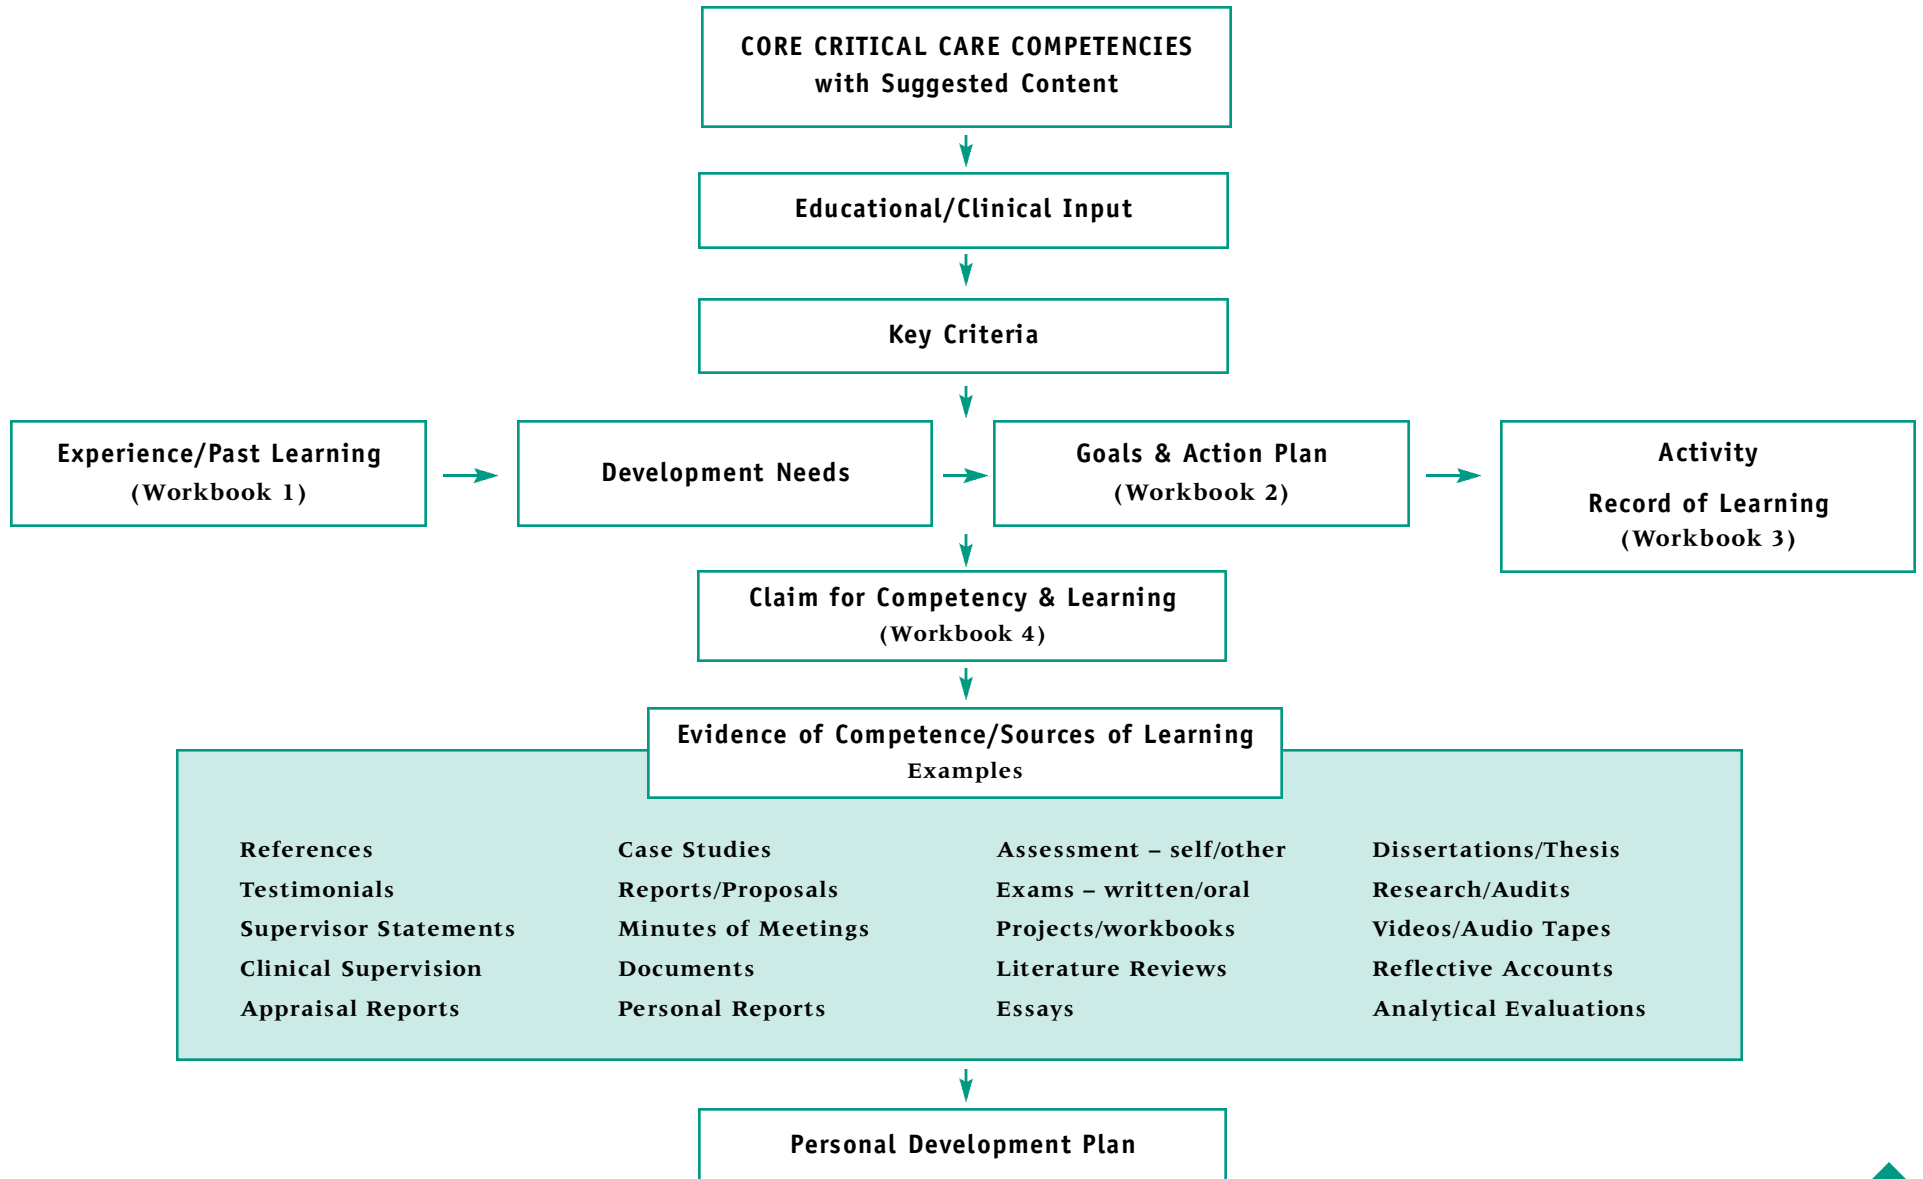 CORE CRITICAL CARE COMPETENCIES
with Suggested Content
Educational/Clinical Input
Key Criteria
Experience/Past Learning
(Workbook 1)
Development Needs
Goals & Action Plan
(Workbook 2)
Activity
Record of Learning
(Workbook 3)
Claim for Competency & Learning
(Workbook 4)
Evidence of Competence/Sources of Learning
Examples
References
Testimonials
Supervisor Statements
Clinical Supervision
Appraisal Reports
Case Studies
Reports/Proposals
Minutes of Meetings
Documents
Personal Reports
Assessment – self/other
Exams – written/oral
Projects/workbooks
Literature Reviews
Essays
Dissertations/Thesis
Research/Audits
Videos/Audio Tapes
Reflective Accounts
Analytical Evaluations
Personal Development Plan